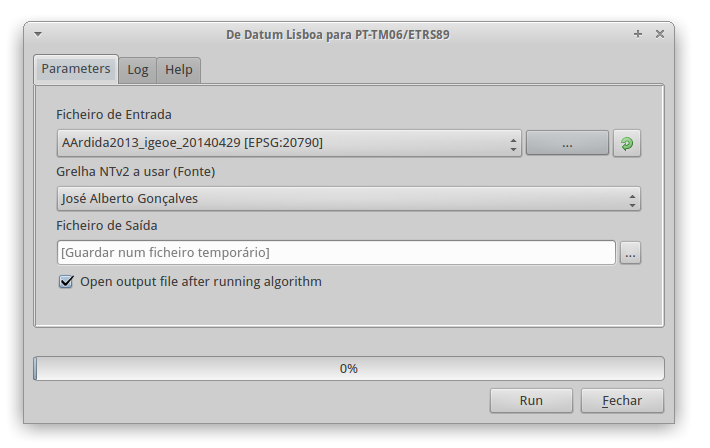 De Datum Lisboa para PT-TM06/ETRS89
Parameters Log Help
Ficheiro de Entrada
AArdida2013_igeoe_20140429 [EPSG:20790] ...
Grelha NTv2 a usar (Fonte)
José Alberto Gonçalves
Ficheiro de Saída
[Guardar num ficheiro temporário] ...
Open output file after running algorithm
0%
Run Fechar